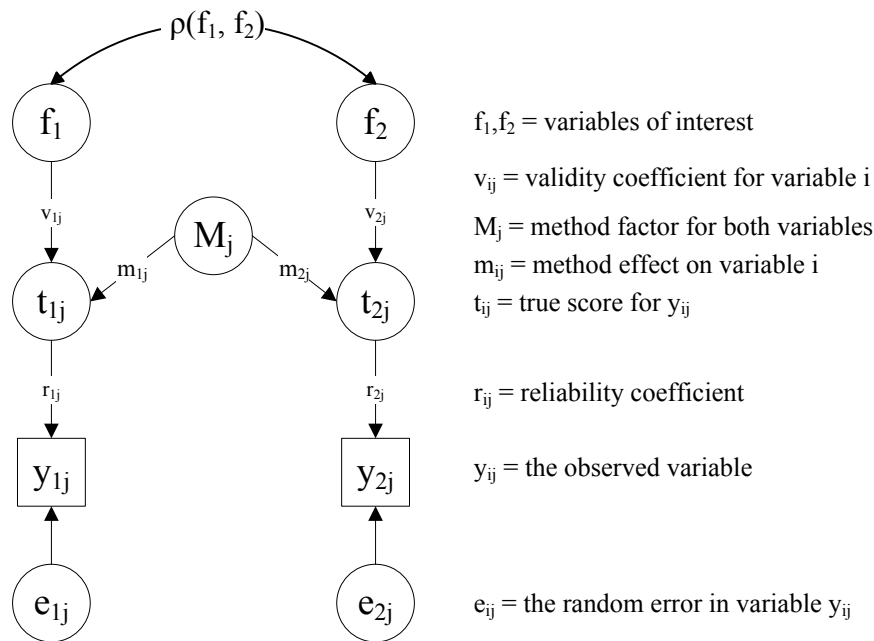 ρ(f₁, f₂)
f₁
f₂
f₁,f₂ = variables of interest
v₁ⱼ
v₂ⱼ
vᵢⱼ = validity coefficient for variable i
Mⱼ
Mⱼ = method factor for both variables
m₁ⱼ
m₂ⱼ
mᵢⱼ = method effect on variable i
t₁ⱼ
t₂ⱼ
tᵢⱼ = true score for yᵢⱼ
r₁ⱼ
r₂ⱼ
rᵢⱼ = reliability coefficient
y₁ⱼ
y₂ⱼ
yᵢⱼ = the observed variable
e₁ⱼ
e₂ⱼ
eᵢⱼ = the random error in variable yᵢⱼ